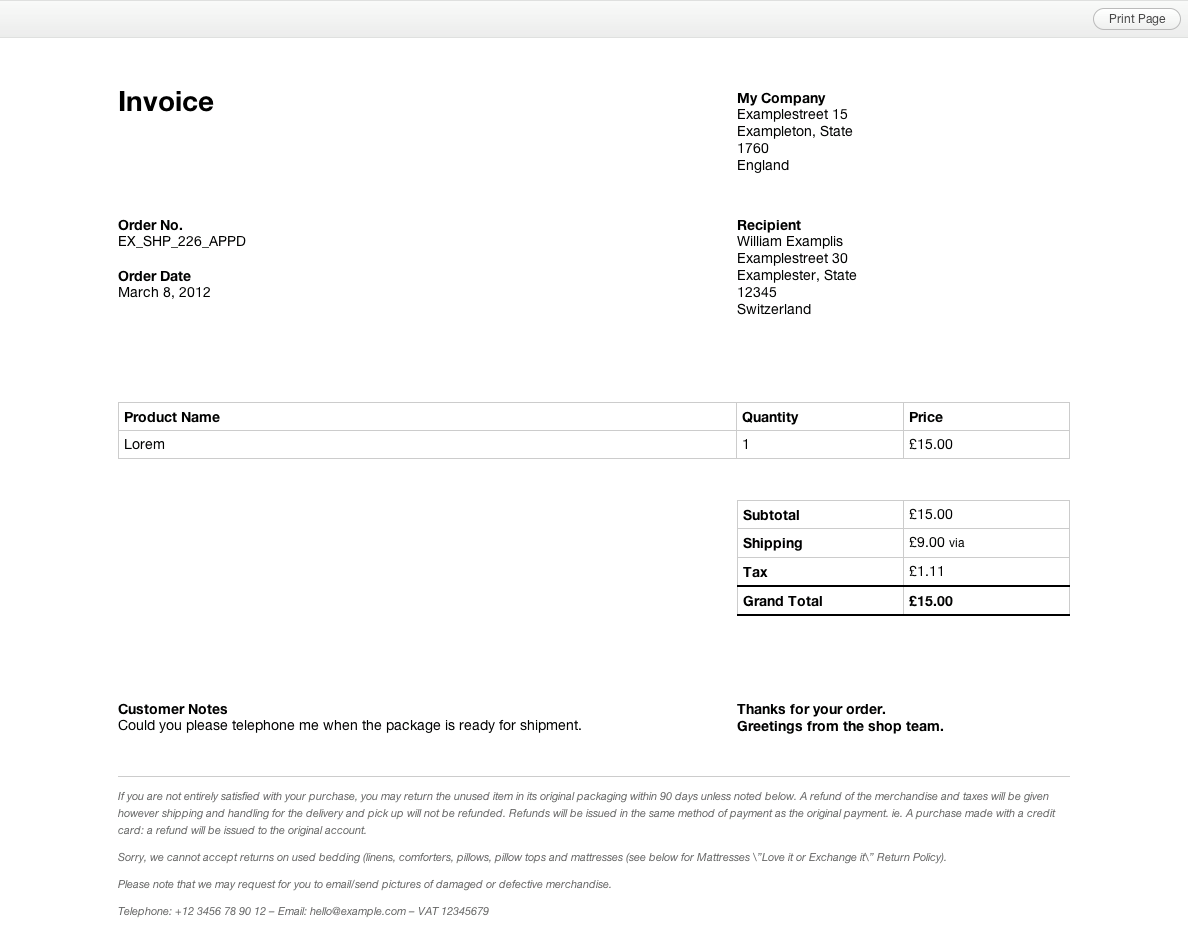 Print Page
Invoice
My Company
Examplestreet 15
Exampleton, State
1760
England
Order No.
EX_SHP_226_APPD
Order Date
March 8, 2012
Recipient
William Examplis
Examplestreet 30
Examplester, State
12345
Switzerland
Product Name Quantity Price
Lorem 1 £15.00
Subtotal £15.00
Shipping £9.00 via
Tax £1.11
Grand Total £15.00
Customer Notes
Could you please telephone me when the package is ready for shipment.
Thanks for your order.
Greetings from the shop team.
If you are not entirely satisfied with your purchase, you may return the unused item in its original packaging within 90 days unless noted below. A refund of the merchandise and taxes will be given
however shipping and handling for the delivery and pick up will not be refunded. Refunds will be issued in the same method of payment as the original payment. ie. A purchase made with a credit
card: a refund will be issued to the original account.
Sorry, we cannot accept returns on used bedding (linens, comforters, pillows, pillow tops and mattresses (see below for Mattresses \"Love it or Exchange it\" Return Policy).
Please note that we may request for you to email/send pictures of damaged or defective merchandise.
Telephone: +12 3456 78 90 12 – Email: hello@example.com – VAT 12345679